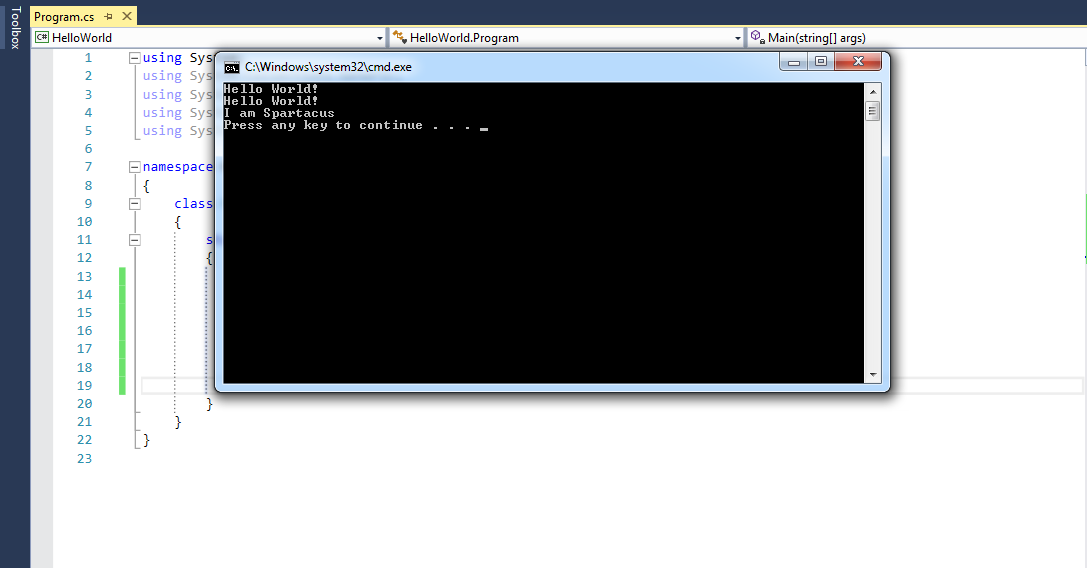 Toolbox
Program.cs
C# HelloWorld
HelloWorld.Program
Main(string[] args)
C:\Windows\system32\cmd.exe
Hello World!
Hello World!
I am Spartacus
Press any key to continue . . . _
1 using Sys
2 using Sys
3 using Sys
4 using Sys
5 using Sys
6
7 namespace
8 {
9 class
10 {
11 s
12 {
13
14
15
16
17
18
19
20 }
21 }
22 }
23